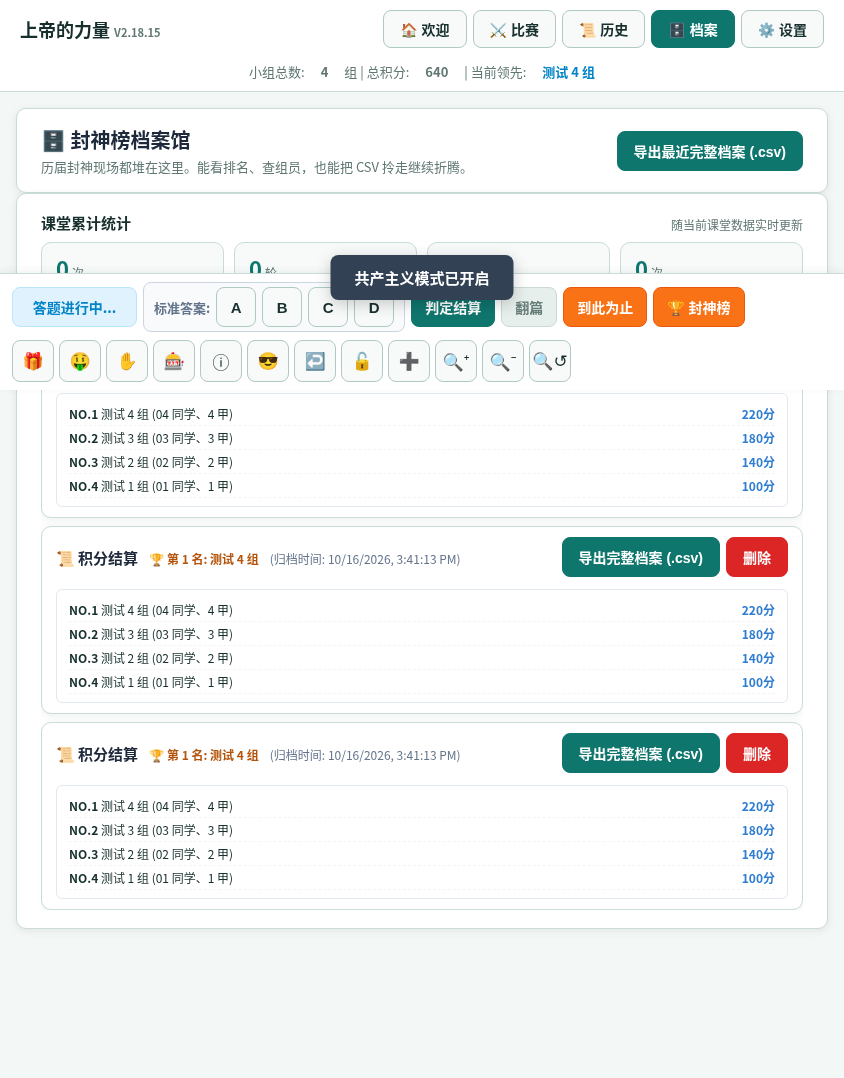 上帝的力量 V2.18.15
🏠 欢迎
⚔️ 比赛
📜 历史
🗄️ 档案
⚙️ 设置
小组总数: 4 组 | 总积分: 640 | 当前领先: 测试 4 组
🗄️ 封神榜档案馆
历届封神现场都堆在这里。能看排名、查组员，也能把 CSV 拎走继续折腾。
导出最近完整档案 (.csv)
课堂累计统计
随当前课堂数据实时更新
0 次
0 轮
0 次
共产主义模式已开启
答题进行中...
标准答案: A B C D
判定结算
翻篇
到此为止
🏆 封神榜
NO.1 测试 4 组 (04 同学、4 甲) 220分
NO.2 测试 3 组 (03 同学、3 甲) 180分
NO.3 测试 2 组 (02 同学、2 甲) 140分
NO.4 测试 1 组 (01 同学、1 甲) 100分
📜 积分结算 🏆 第 1 名: 测试 4 组 (归档时间: 10/16/2026, 3:41:13 PM) 导出完整档案 (.csv) 删除
NO.1 测试 4 组 (04 同学、4 甲) 220分
NO.2 测试 3 组 (03 同学、3 甲) 180分
NO.3 测试 2 组 (02 同学、2 甲) 140分
NO.4 测试 1 组 (01 同学、1 甲) 100分
📜 积分结算 🏆 第 1 名: 测试 4 组 (归档时间: 10/16/2026, 3:41:13 PM) 导出完整档案 (.csv) 删除
NO.1 测试 4 组 (04 同学、4 甲) 220分
NO.2 测试 3 组 (03 同学、3 甲) 180分
NO.3 测试 2 组 (02 同学、2 甲) 140分
NO.4 测试 1 组 (01 同学、1 甲) 100分